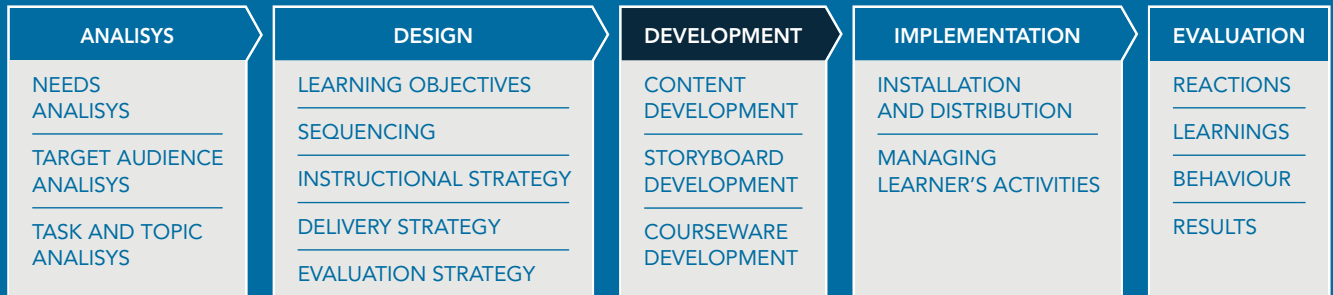 ANALISYS
NEEDS
ANALISYS
TARGET AUDIENCE
ANALISYS
TASK AND TOPIC
ANALISYS
DESIGN
LEARNING OBJECTIVES
SEQUENCING
INSTRUCTIONAL STRATEGY
DELIVERY STRATEGY
EVALUATION STRATEGY
DEVELOPMENT
CONTENT
DEVELOPMENT
STORYBOARD
DEVELOPMENT
COURSEWARE
DEVELOPMENT
IMPLEMENTATION
INSTALLATION
AND DISTRIBUTION
MANAGING
LEARNER'S ACTIVITIES
EVALUATION
REACTIONS
LEARNINGS
BEHAVIOUR
RESULTS